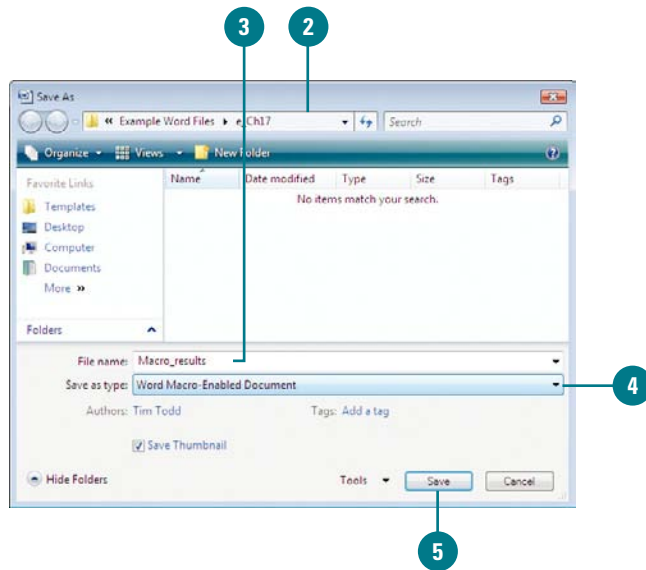 3 2
Save As
« Example Word Files ▸ e_Ch17 Search
Organize Views New Folder
Favorite Links
Templates
Desktop
Computer
Documents
More »
Folders
Name Date modified Type Size Tags
No items match your search.
File name: Macro_results
Save as type: Word Macro-Enabled Document
4
Authors: Tim Todd Tags: Add a tag
Save Thumbnail
Hide Folders Tools Save Cancel
5